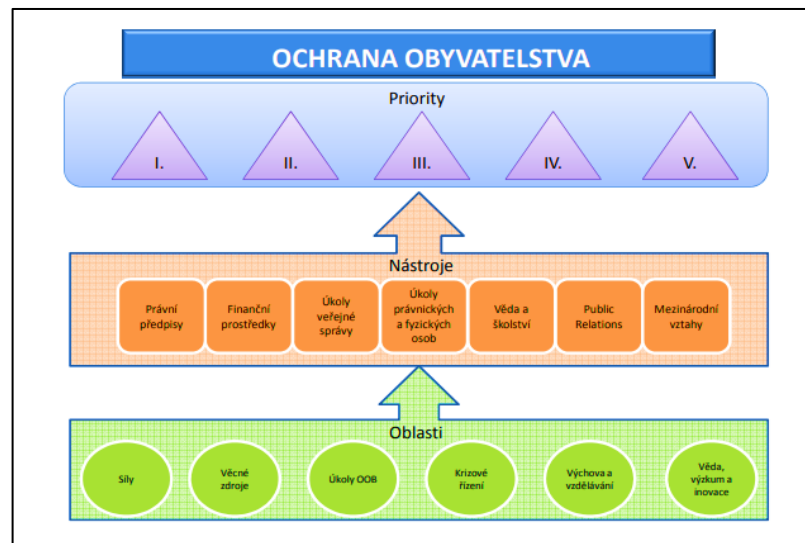 OCHRANA OBYVATELSTVA
Priority
I.
II.
III.
IV.
V.
Nástroje
Právní
předpisy
Finanční
prostředky
Úkoly
veřejné
správy
Úkoly
právnických
a fyzických
osob
Věda a
školství
Public
Relations
Mezinárodní
vztahy
Oblasti
Síly
Věcné
zdroje
Úkoly OOB
Krizové
řízení
Výchova a
vzdělávání
Věda,
výzkum a
inovace